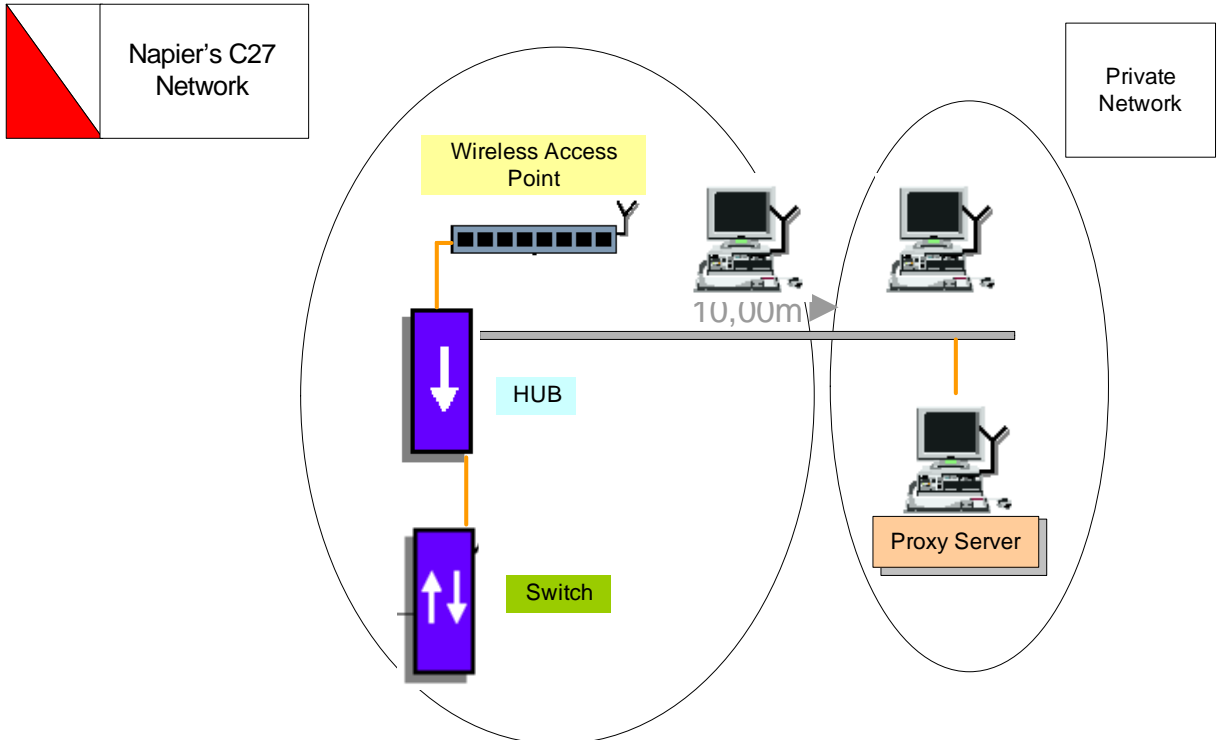 Napier's C27
Network
Private
Network
Wireless Access
Point
10,00m
HUB
Switch
Proxy Server